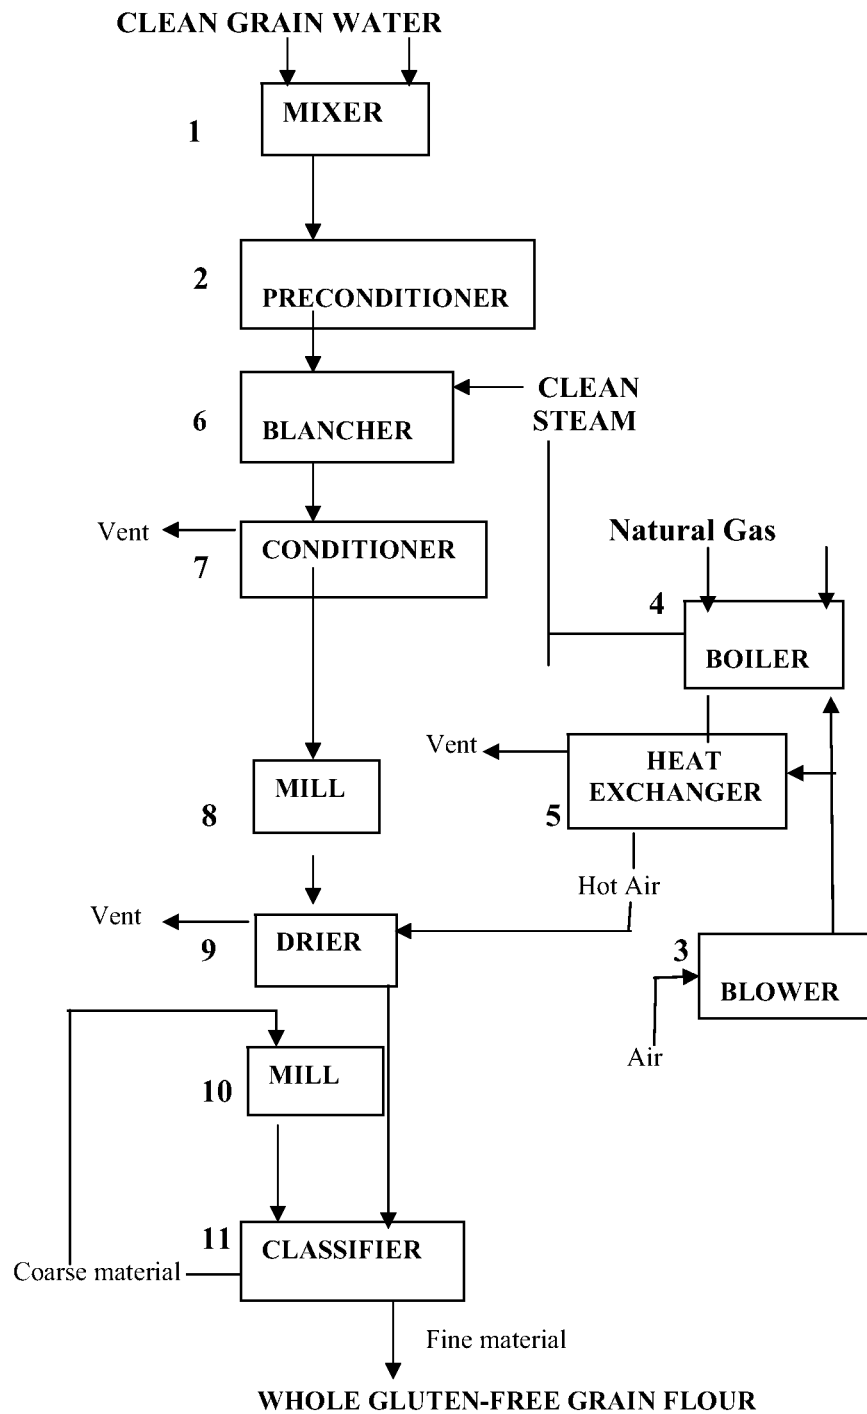 CLEAN GRAIN WATER
MIXER
1
2
PRECONDITIONER
CLEAN
STEAM
6
BLANCHER
Vent
CONDITIONER
7
Natural Gas
4
BOILER
Vent
HEAT
EXCHANGER
5
MILL
8
Hot Air
Vent
DRIER
9
3
BLOWER
Air
MILL
10
11
CLASSIFIER
Coarse material
Fine material
WHOLE GLUTEN-FREE GRAIN FLOUR